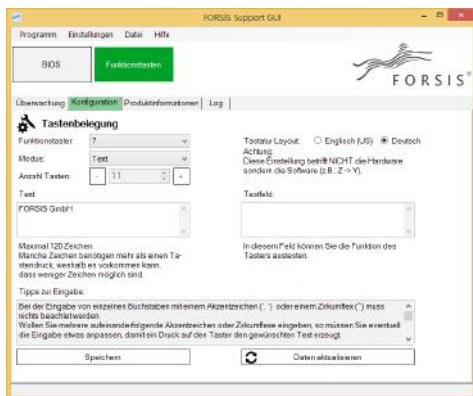 FORSIS Support GUI
Programm Einstellungen Datei Hilfe
BIOS Funktionstasten
FORSIS®
Überwachung Konfiguration Produktinformationen Log
Tastenbelegung
Funktionstaster 7
Tastatur Layout: Englisch (US) Deutsch
Achtung:
Diese Einstellung betrifft NICHT die Hardware
sondern die Software (z.B.: Z -> Y).
Modus: Text
Anzahl Tasten: - 11 +
Text Testfeld:
FORSIS GmbH
Maximal 120 Zeichen.
Manche Zeichen benötigen mehr als einen Ta-
stendruck, weshalb es vorkommen kann,
dass weniger Zeichen möglich sind.
In diesem Feld können Sie die Funktion des
Tasters austesten.
Tipps zur Eingabe:
Bei der Eingabe von einzelnen Buchstaben mit einem Akzentzeichen (´, `) oder einem Zirkumflex (^) muss
nichts beachtet werden.
Wollen Sie mehrere aufeinanderfolgende Akzentzeichen oder Zirkumflexe eingeben, so müssen Sie eventuell
die Eingabe etwas anpassen, damit ein Druck auf den Taster den gewünschten Text erzeugt.
Speichern Daten aktualisieren